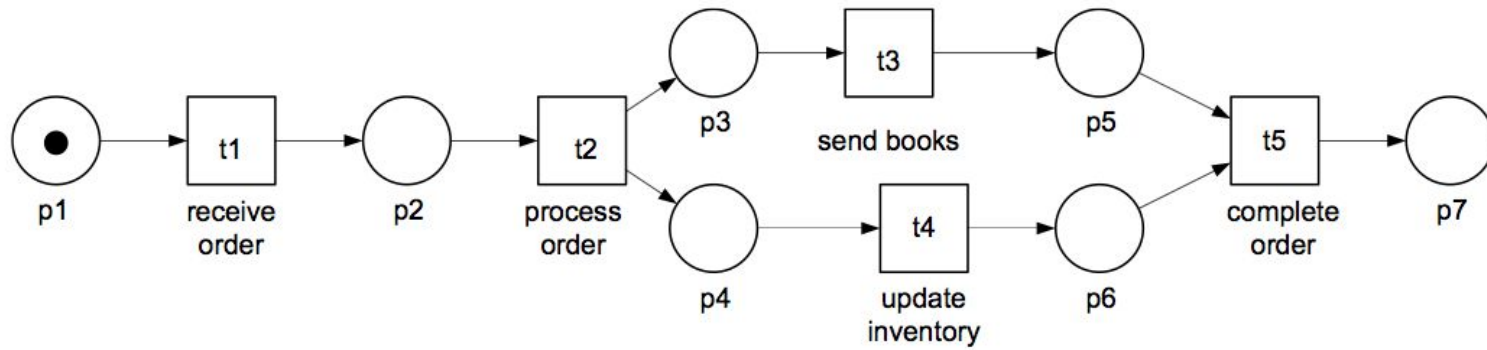 t3
p3
send books
p5
t1
t2
t5
p1
receive
order
p2
process
order
complete
order
p7
t4
p4
update
inventory
p6